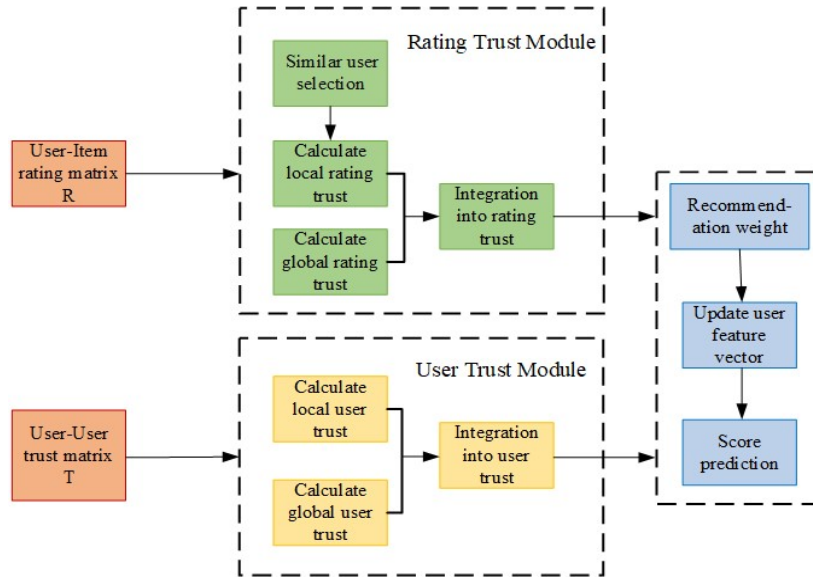 Rating Trust Module
Similar user
selection
User-Item
rating matrix
R
Calculate
local rating
trust
Calculate
global rating
trust
Integration
into rating
trust
Recommend-
ation weight
Update user
feature
vector
Score
prediction
User Trust Module
User-User
trust matrix
T
Calculate
local user
trust
Calculate
global user
trust
Integration
into user
trust